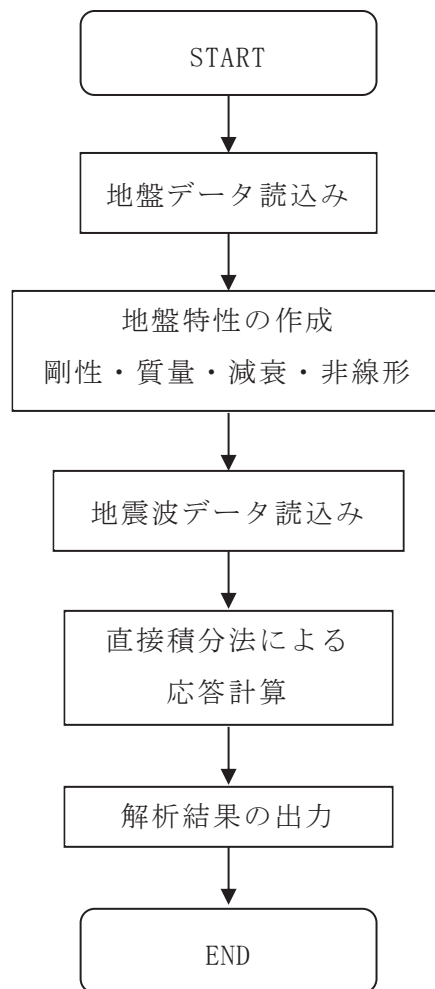 START
地盤データ読込み
地盤特性の作成
剛性・質量・減衰・非線形
地震波データ読込み
直接積分法による
応答計算
解析結果の出力
END